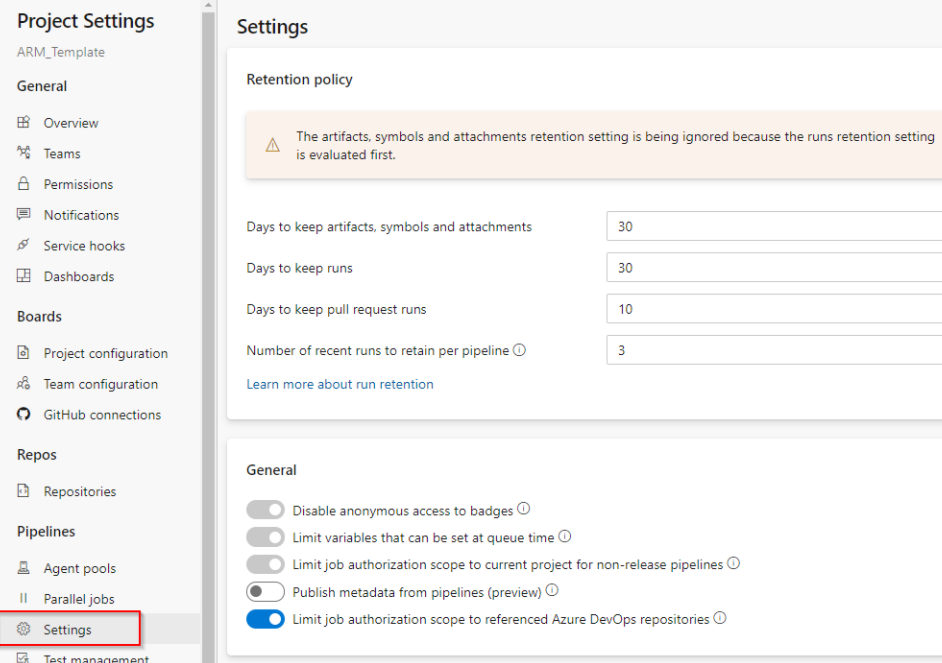 Project Settings
ARM_Template
General
Overview
Teams
Permissions
Notifications
Service hooks
Dashboards
Boards
Project configuration
Team configuration
GitHub connections
Repos
Repositories
Pipelines
Agent pools
Parallel jobs
Settings
Test management
Settings
Retention policy
The artifacts, symbols and attachments retention setting is being ignored because the runs retention setting
is evaluated first.
Days to keep artifacts, symbols and attachments 30
Days to keep runs 30
Days to keep pull request runs 10
Number of recent runs to retain per pipeline 3
Learn more about run retention
General
Disable anonymous access to badges
Limit variables that can be set at queue time
Limit job authorization scope to current project for non-release pipelines
Publish metadata from pipelines (preview)
Limit job authorization scope to referenced Azure DevOps repositories